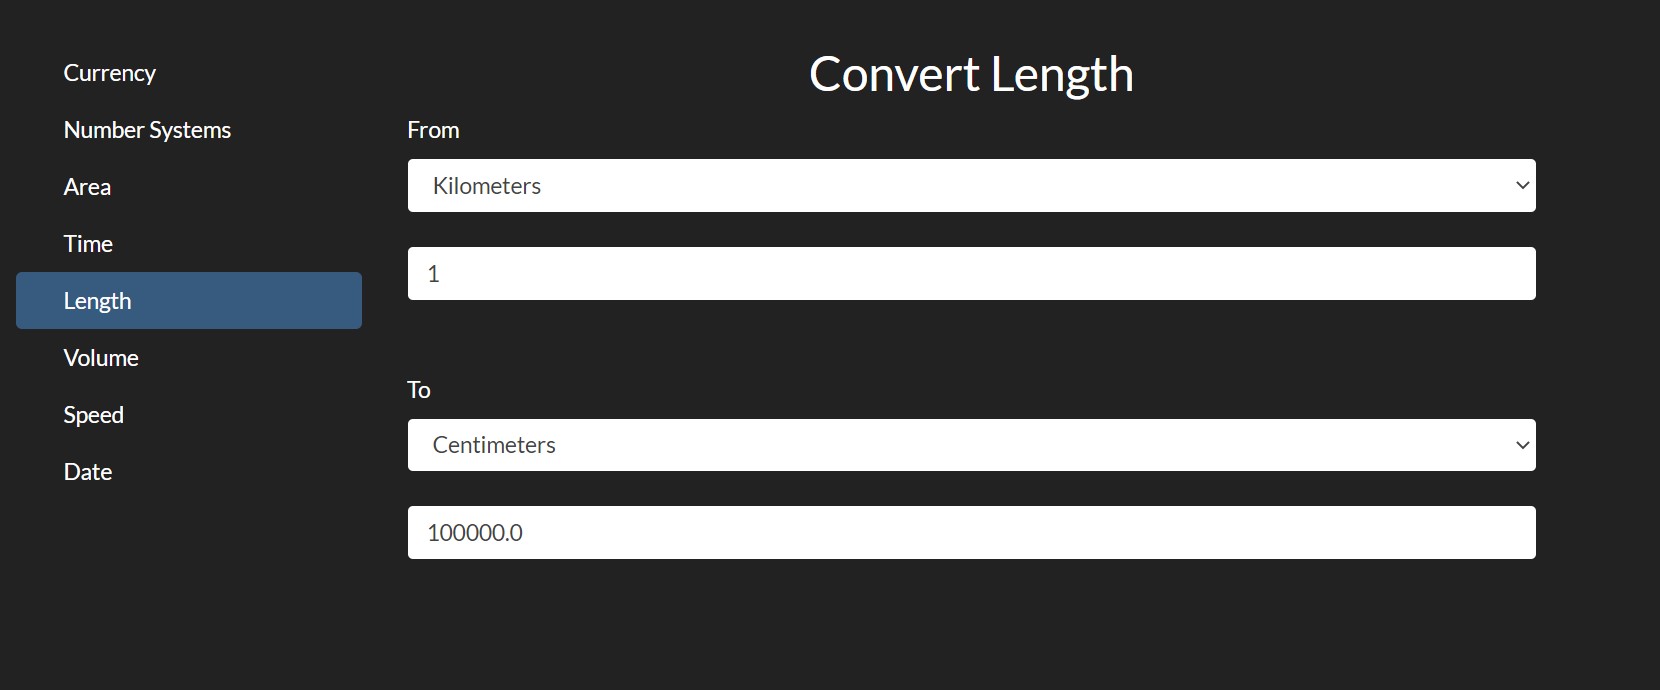 Currency
Number Systems
Area
Time
Length
Volume
Speed
Date
Convert Length
From
Kilometers
1
To
Centimeters
100000.0